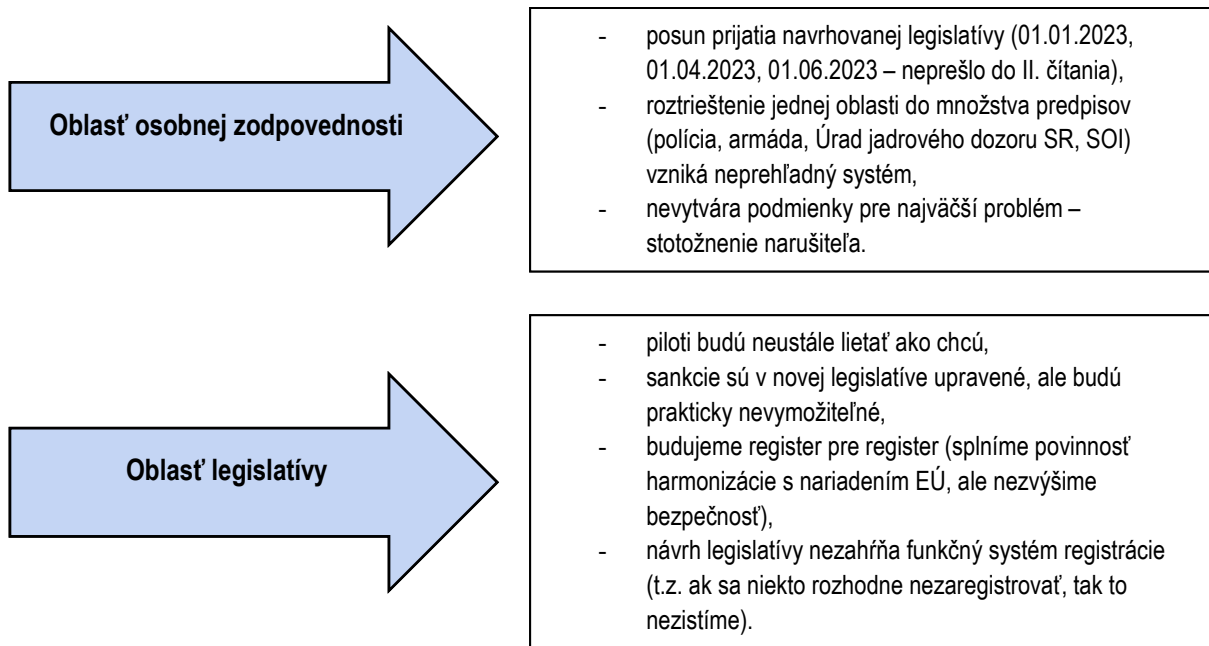 Oblasť osobnej zodpovednosti
- posun prijatia navrhovanej legislatívy (01.01.2023,
01.04.2023, 01.06.2023 – neprešlo do II. čítania),
- roztrieštenie jednej oblasti do množstva predpisov
(polícia, armáda, Úrad jadrového dozoru SR, SOI)
vzniká neprehľadný systém,
- nevytvára podmienky pre najväčší problém –
stotožnenie narušiteľa.
Oblasť legislatívy
- piloti budú neustále lietať ako chcú,
- sankcie sú v novej legislatíve upravené, ale budú
prakticky nevymožiteľné,
- budujeme register pre register (splníme povinnosť
harmonizácie s nariadením EÚ, ale nezvýšime
bezpečnosť),
- návrh legislatívy nezahŕňa funkčný systém registrácie
(t.z. ak sa niekto rozhodne nezaregistrovať, tak to
nezistíme).